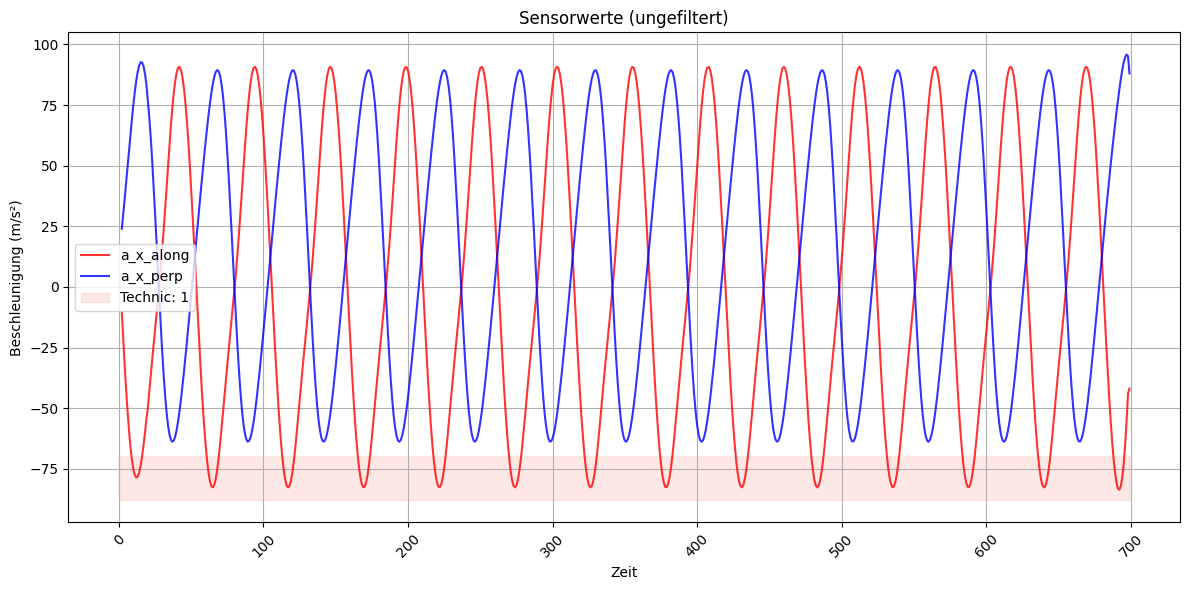 Sensorwerte (ungefiltert)
Beschleunigung (m/s²)
100
75
50
25
0
−25
−50
−75
a_x_along
a_x_perp
Technic: 1
0
100
200
300
400
500
600
700
Zeit